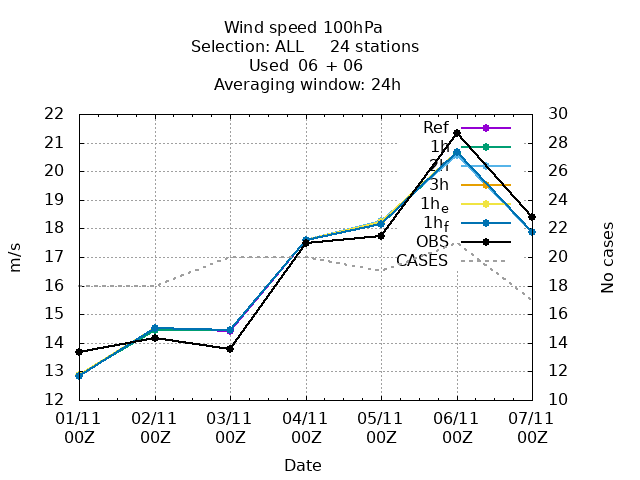 Wind speed 100hPa
Selection: ALL 24 stations
Used 06 + 06
Averaging window: 24h
22
21
20
19
18
17
16
15
14
13
12
m/s
30
28
26
24
22
20
18
16
14
12
10
No cases
Ref
1h
2h
3h
1he
1hf
OBS
CASES
01/11 02/11 03/11 04/11 05/11 06/11 07/11
00Z 00Z 00Z 00Z 00Z 00Z 00Z
Date